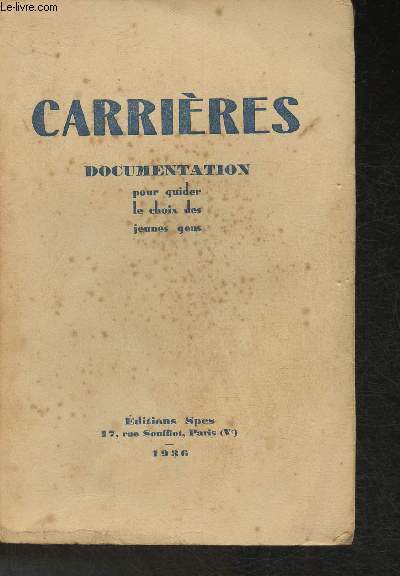 Le-livre.com
CARRIÈRES
DOCUMENTATION
pour guider
le choix des
jeunes gens
Éditions Spes
17, rue Soufflot, Paris (Vᵉ)
1936